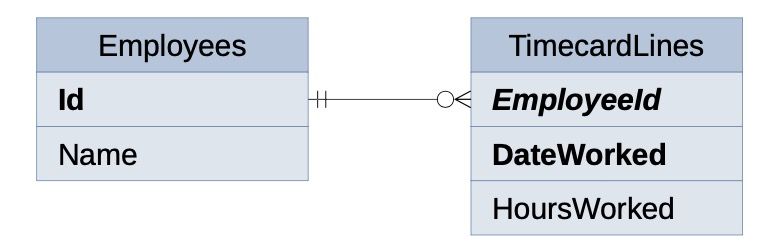 Employees
Id
Name
TimecardLines
EmployeeId
DateWorked
HoursWorked